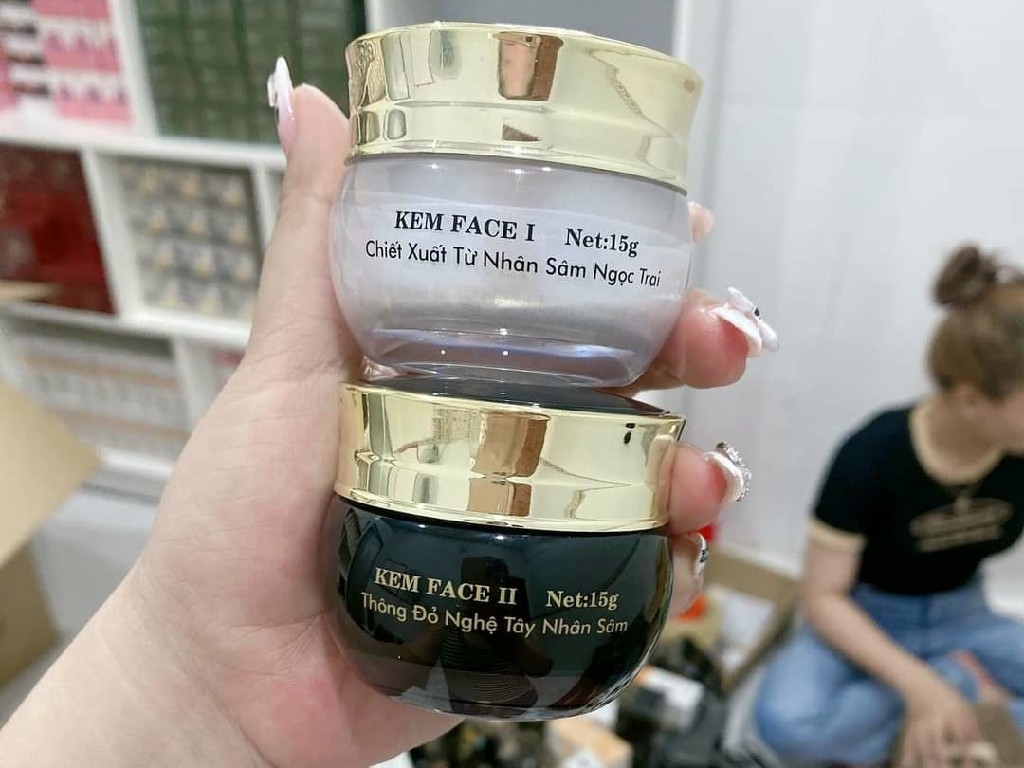 KEM FACE I Net:15g
Chiết Xuất Từ Nhân Sâm Ngọc Trai
KEM FACE II Net:15g
Thông Đỏ Nghệ Tây Nhân Sâm